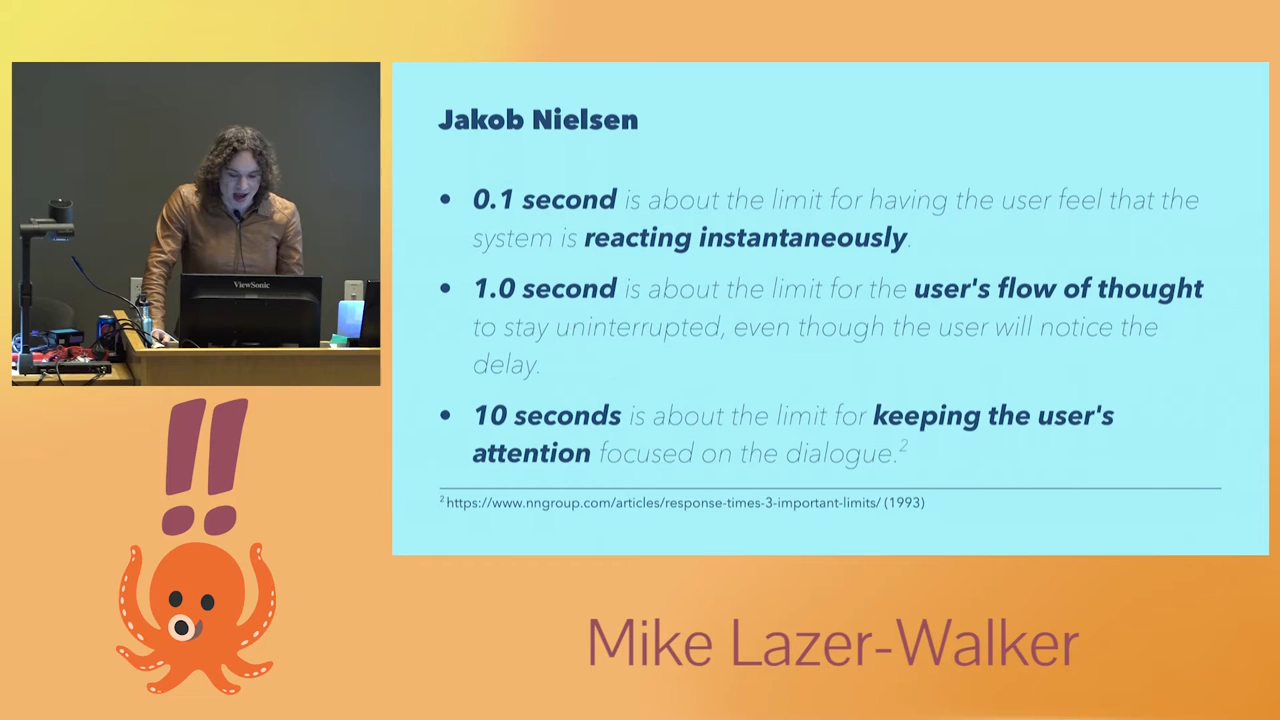 ViewSonic
!!
Jakob Nielsen
• 0.1 second is about the limit for having the user feel that the
system is reacting instantaneously.
• 1.0 second is about the limit for the user's flow of thought
to stay uninterrupted, even though the user will notice the
delay.
• 10 seconds is about the limit for keeping the user's
attention focused on the dialogue.2
2 https://www.nngroup.com/articles/response-times-3-important-limits/ (1993)
Mike Lazer-Walker